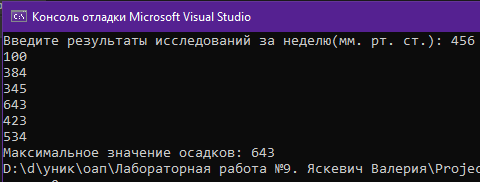 Консоль отладки Microsoft Visual Studio
Введите результаты исследований за неделю(мм. рт. ст.): 456
100
384
345
643
423
534
Максимальное значение осадков: 643
D:\d\уник\оап\Лабораторная работа №9. Яскевич Валерия\Projec